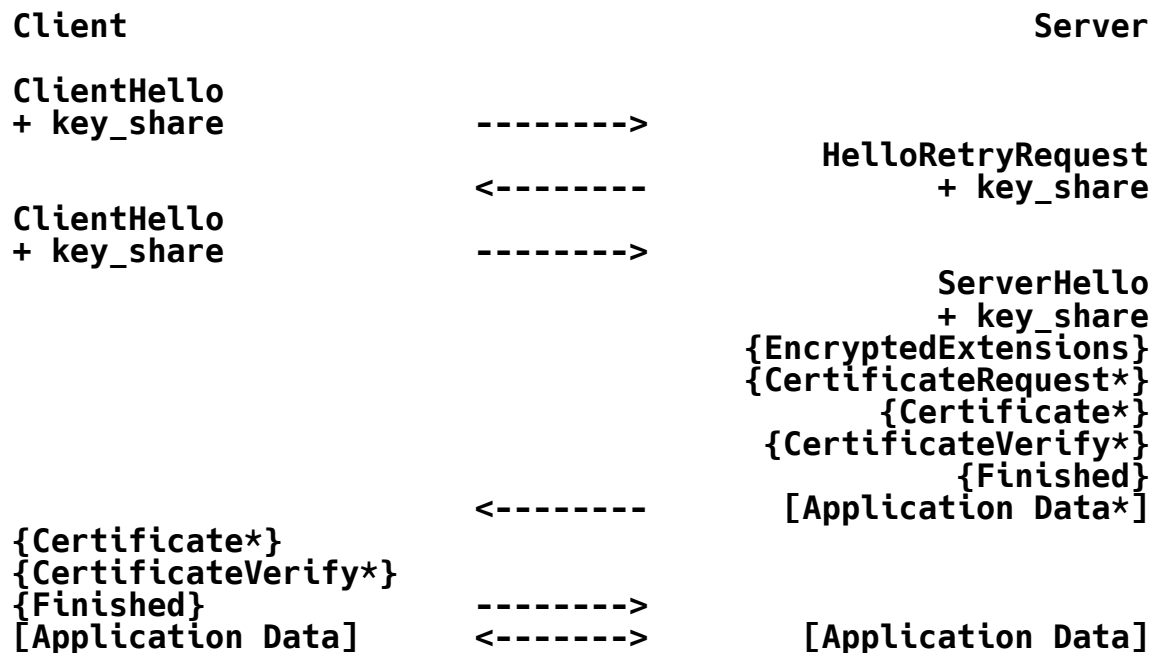 Client Server
ClientHello
+ key_share -------->
HelloRetryRequest
<-------- + key_share
ClientHello
+ key_share -------->
ServerHello
+ key_share
{EncryptedExtensions}
{CertificateRequest*}
{Certificate*}
{CertificateVerify*}
{Finished}
<-------- [Application Data*]
{Certificate*}
{CertificateVerify*}
{Finished} -------->
[Application Data] <-------> [Application Data]